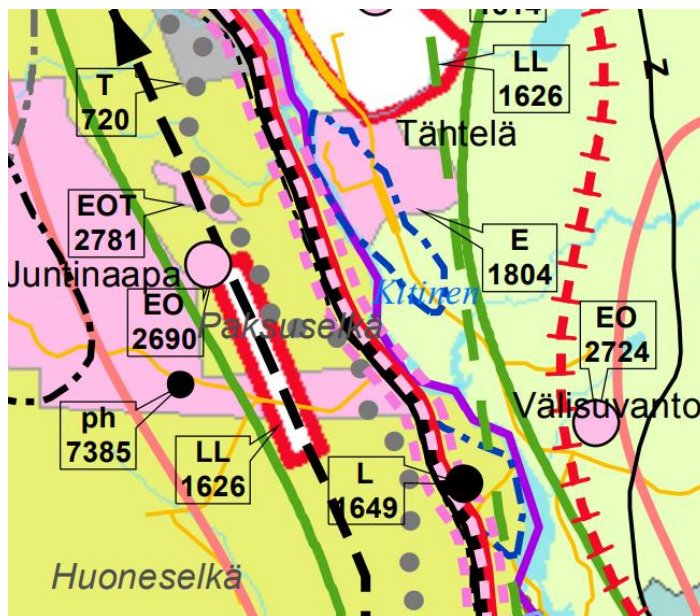 LL
1626
T
720
Tähtelä
EOT
2781
E
1804
Juntinaapa
Kitinen
EO
2690
Paksuselkä
EO
2724
ph
7385
Välisuvanto
LL
1626
L
1649
Huoneselkä
Z